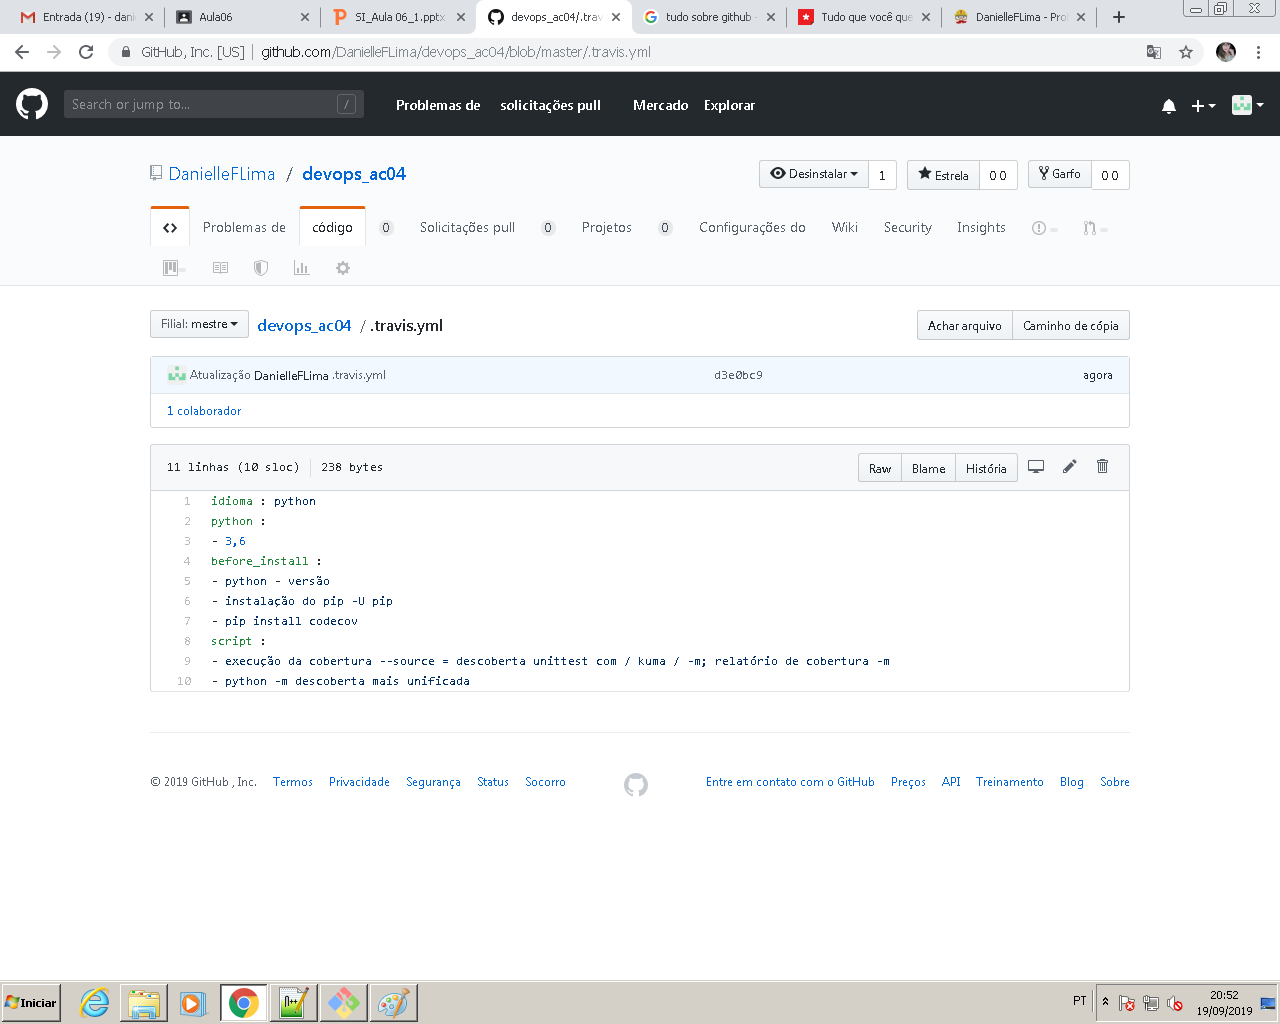 Entrada (19) - dani
Aula06
SI_Aula 06_1.pptx
devops_ac04/.trav
tudo sobre github -
Tudo que você que
DanielleFLima - Pro
GitHub, Inc. [US] | github.com/DanielleFLima/devops_ac04/blob/master/.travis.yml
Search or jump to... /
Problemas de solicitações pull Mercado Explorar
DanielleFLima / devops_ac04
Desinstalar 1 Estrela 0 0 Garfo 0 0
<> Problemas de código 0 Solicitações pull 0 Projetos 0 Configurações do Wiki Security Insights
Filial: mestre devops_ac04 / .travis.yml Achar arquivo Caminho de cópia
Atualização DanielleFLima .travis.yml d3e0bc9 agora
1 colaborador
11 linhas (10 sloc) 238 bytes Raw Blame História
1 idioma : python
2 python :
3 - 3,6
4 before_install :
5 - python - versão
6 - instalação do pip -U pip
7 - pip install codecov
8 script :
9 - execução da cobertura --source = descoberta unittest com / kuma / -m; relatório de cobertura -m
10 - python -m descoberta mais unificada
© 2019 GitHub , Inc. Termos Privacidade Segurança Status Socorro Entre em contato com o GitHub Preços API Treinamento Blog Sobre
Iniciar PT 20:52
19/09/2019